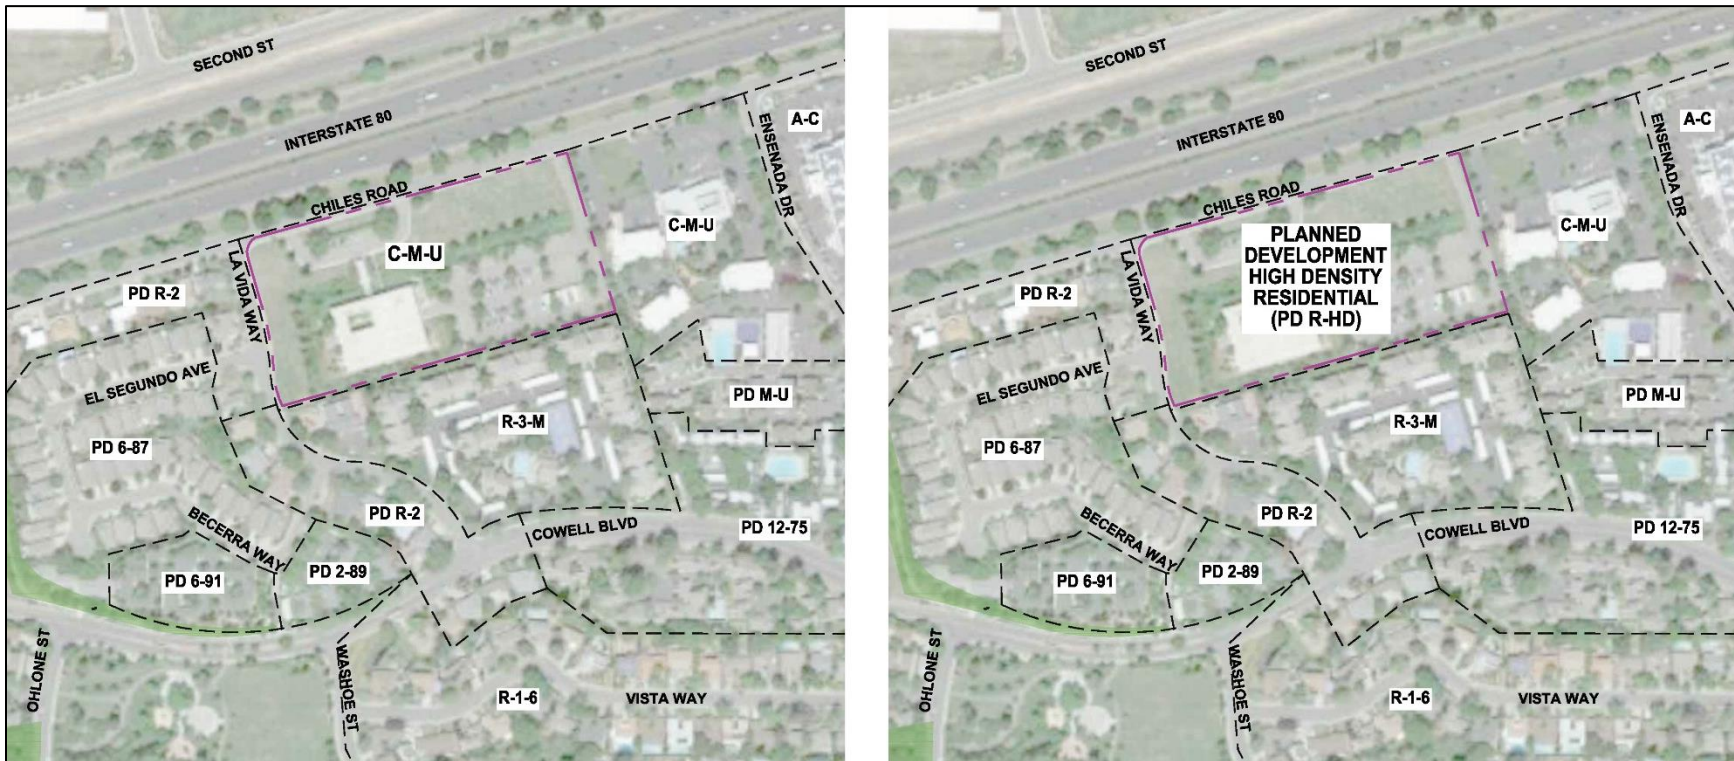 SECOND ST
INTERSTATE 80
A-C
ENSENADA DR
CHILES ROAD
C-M-U
C-M-U
LA VIDA WAY
PD R-2
EL SEGUNDO AVE
PD M-U
R-3-M
PD 6-87
PD R-2
BECERRA WAY
COWELL BLVD
PD 12-75
PD 2-89
PD 6-91
OHLONE ST
WASHOE ST
R-1-6
VISTA WAY
SECOND ST
INTERSTATE 80
A-C
ENSENADA DR
CHILES ROAD
C-M-U
PLANNED
DEVELOPMENT
HIGH DENSITY
RESIDENTIAL
(PD R-HD)
LA VIDA WAY
PD R-2
EL SEGUNDO AVE
PD M-U
R-3-M
PD 6-87
PD R-2
BECERRA WAY
COWELL BLVD
PD 12-75
PD 2-89
PD 6-91
OHLONE ST
WASHOE ST
R-1-6
VISTA WAY